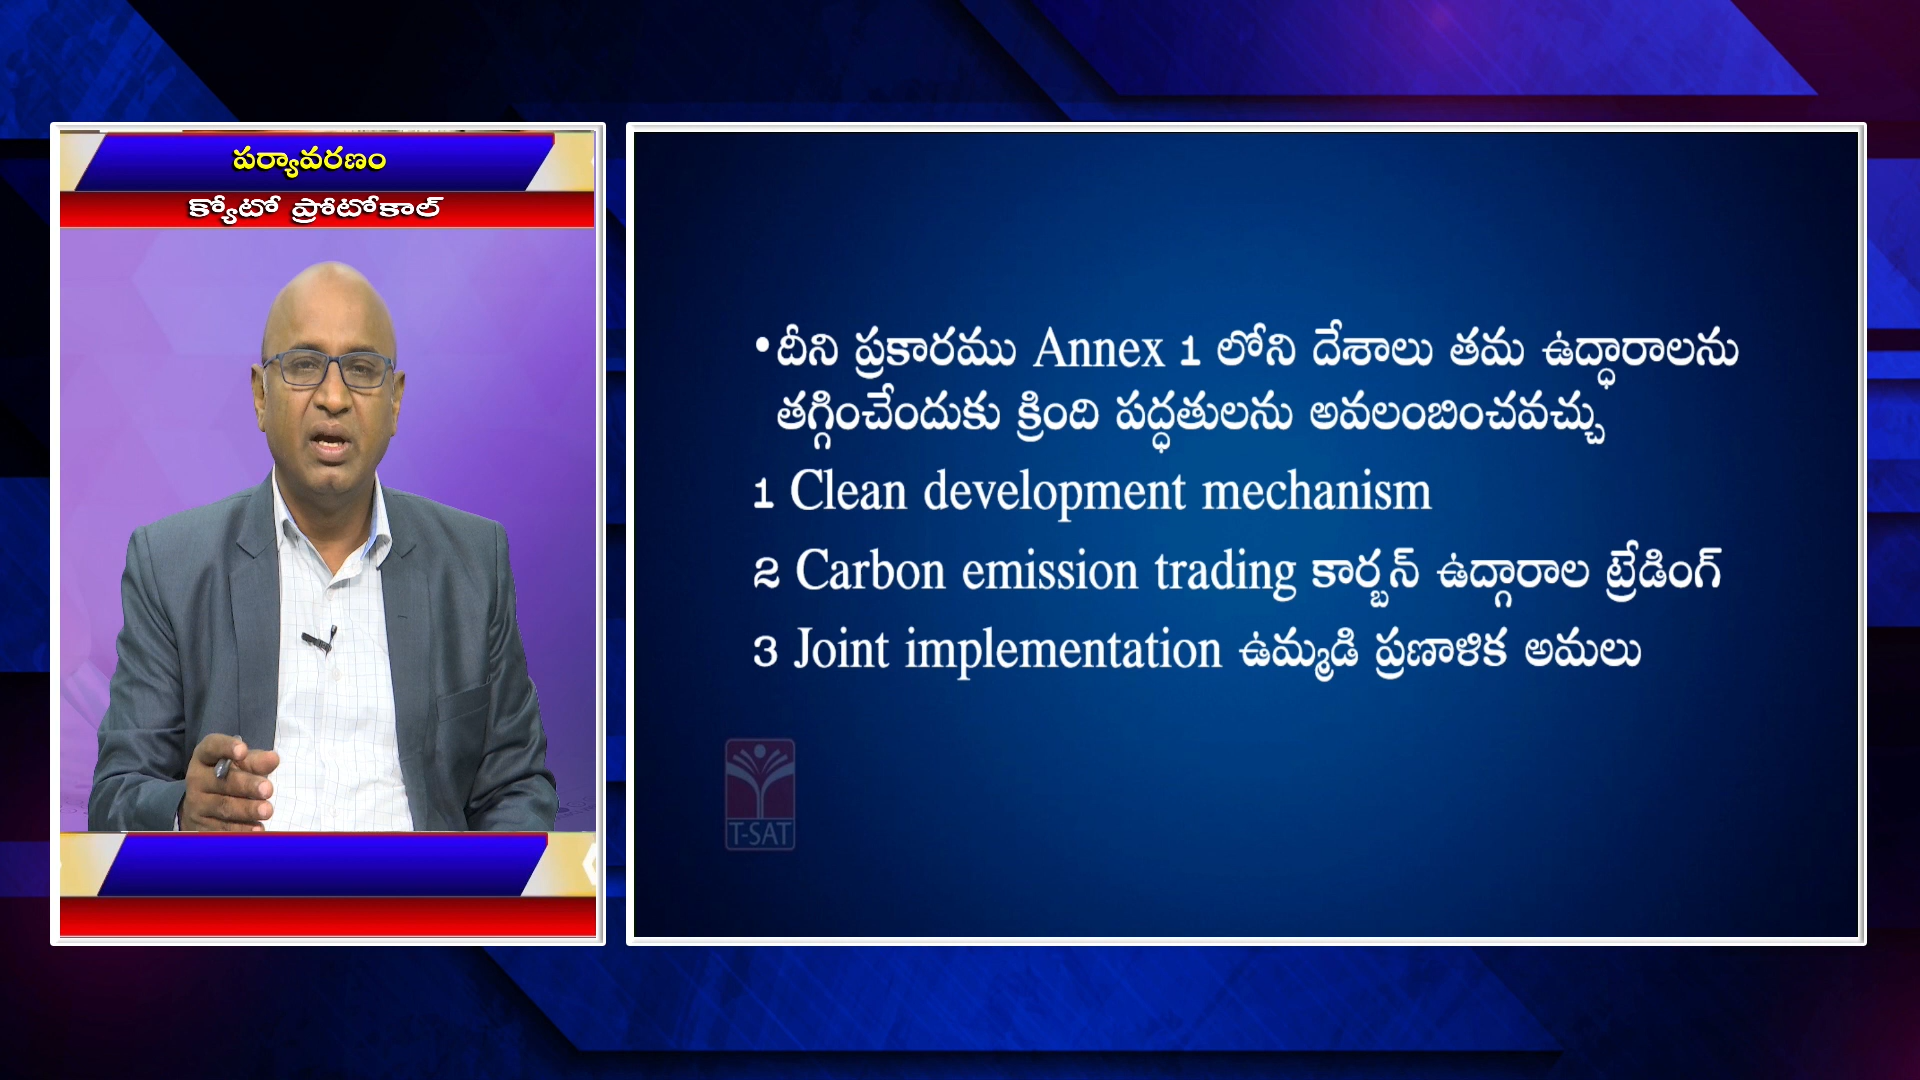 పర్యావరణం
క్యోటో ప్రోటోకాల్
•దీని ప్రకారము Annex 1 లోని దేశాలు తమ ఉద్ధారాలను
తగ్గించేందుకు క్రింది పద్ధతులను అవలంబించవచ్చు
1 Clean development mechanism
2 Carbon emission trading కార్బన్ ఉద్గారాల ట్రేడింగ్
3 Joint implementation ఉమ్మడి ప్రణాళిక అమలు
T-SAT